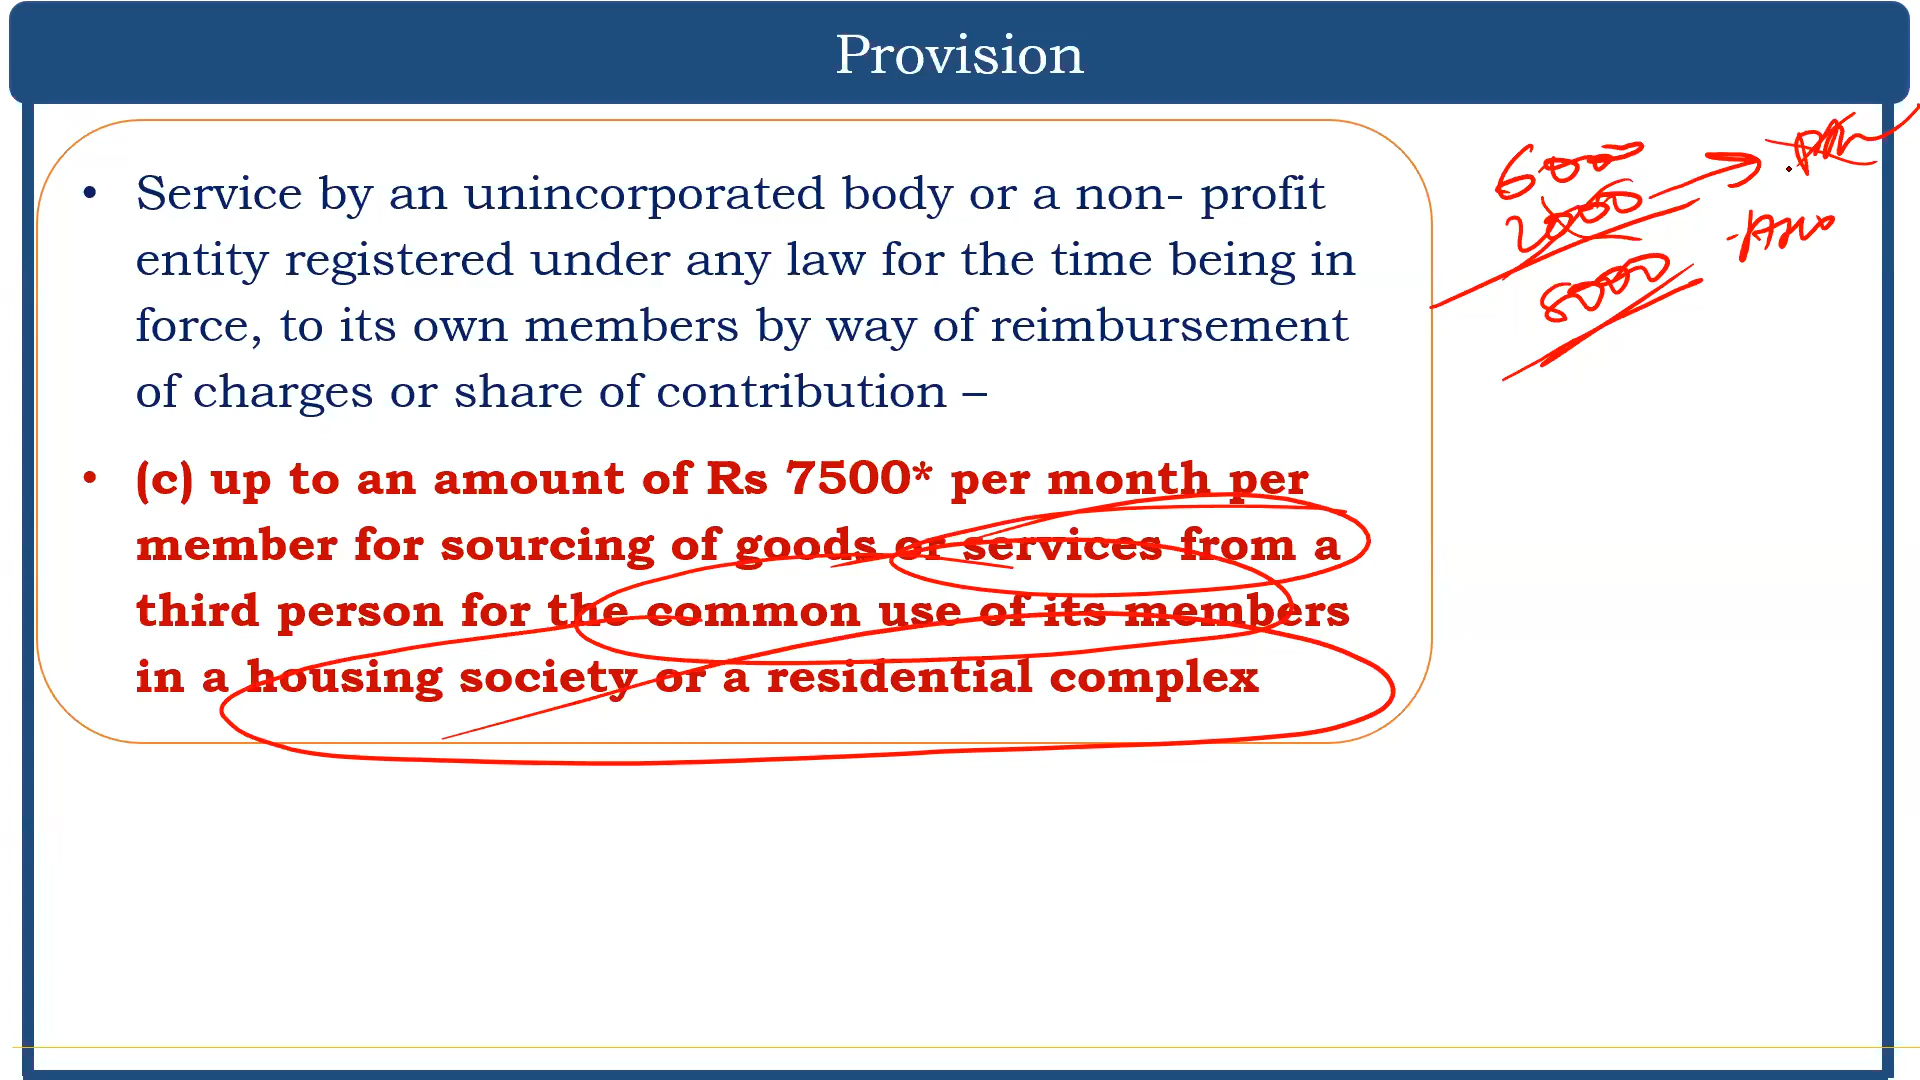 Provision
• Service by an unincorporated body or a non- profit
entity registered under any law for the time being in
force, to its own members by way of reimbursement
of charges or share of contribution –
• (c) up to an amount of Rs 7500* per month per
member for sourcing of goods or services from a
third person for the common use of its members
in a housing society or a residential complex
6000
2000
8000